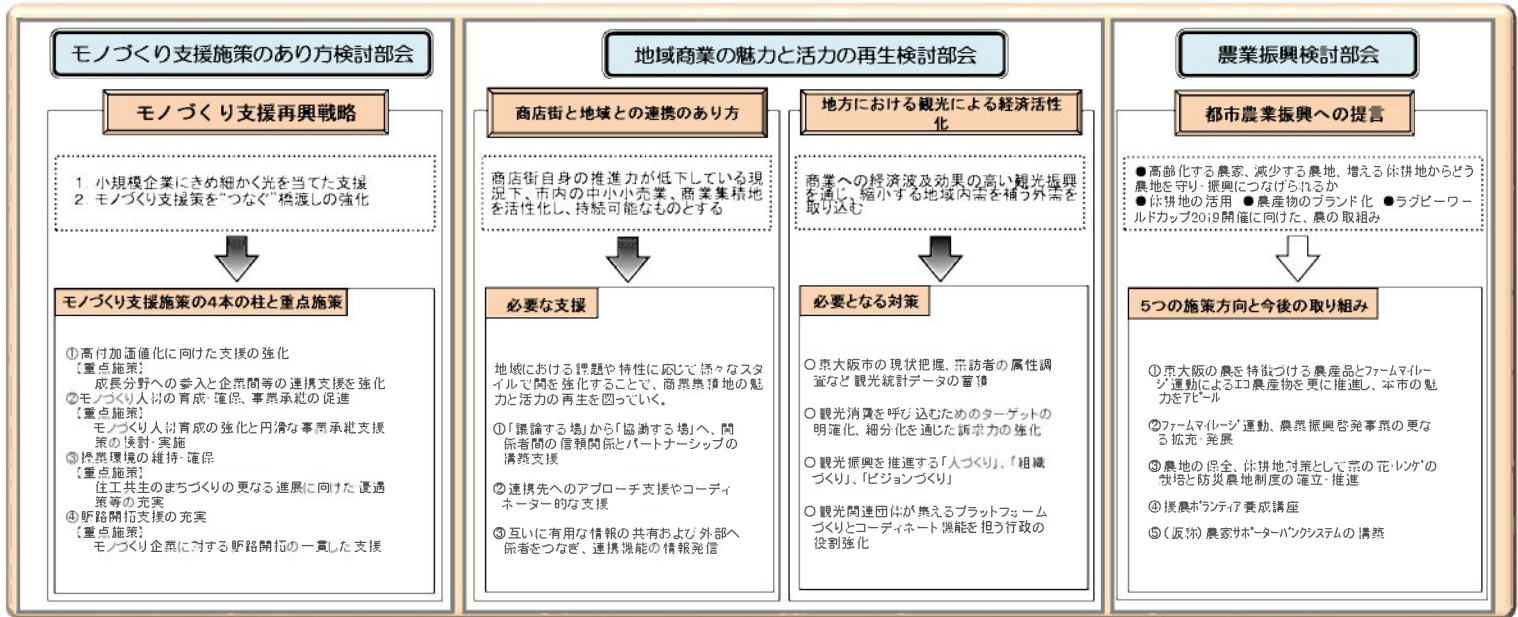 モノづくり支援施策のあり方検討部会
モノづくり支援再興戦略
1. 小規模企業にきめ細かく光を当てた支援
2. モノづくり支援策を“つなぐ”橋渡しの強化
モノづくり支援施策の4本の柱と重点施策
①高付加価値化に向けた支援の強化
【重点施策】
成長分野への参入と企業間等の連携支援を強化
②モノづくり人材の育成・確保、事業承継の促進
【重点施策】
モノづくり人材育成の強化と円滑な事業承継支援
策の検討・実施
③操業環境の維持・確保
【重点施策】
住工共生のまちづくりの更なる進展に向けた優遇
策等の充実
④販路開拓支援の充実
【重点施策】
モノづくり企業に対する販路開拓の一貫した支援
地域商業の魅力と活力の再生検討部会
商店街と地域との連携のあり方
商店街自身の推進力が低下している現
況下、市内の中小小売業、商業集積地
を活性化し、持続可能なものとする
必要な支援
地域における課題や特性に応じて様々なスタ
イルで関を強化することで、商業集積地の魅
力と活力の再生を図っていく。
①「議論する場」から「協働する場」へ、関
係者間の信頼関係とパートナーシップの
構築支援
②連携先へのアプローチ支援やコーディ
ネーター的な支援
③互いに有用な情報の共有および外部へ
係者をつなぎ、連携機能の情報発信
地方における観光による経済活性
化
商業への経済波及効果の高い観光振興
を通じ、縮小する地域内需を補う外需を
取り込む
必要となる対策
○東大阪市の現状把握、来訪者の属性調
査など観光統計データの蓄積
○観光消費を呼び込むためのターゲットの
明確化、細分化を通じた訴求力の強化
○観光振興を推進する「人づくり」、「組織
づくり」、「ビジョンづくり」
○観光関連団体が集えるプラットフォーム
づくりとコーディネート機能を担う行政の
役割強化
農業振興検討部会
都市農業振興への提言
●高齢化する農家、減少する農地、増える休耕地からどう
農地を守り・振興につなげられるか
●休耕地の活用 ●農産物のブランド化 ●ラグビーワー
ルドカップ2019開催に向けた、農の取組み
5つの施策方向と今後の取り組み
①東大阪の農を特徴づける農産品とファームマイレー
ジ運動によるエコ農産物を更に推進し、本市の魅
力をアピール
②ファームマイレージ運動、農業振興啓発事業の更な
る拡充・発展
③農地の保全、休耕地対策として菜の花・レンゲの
栽培と防災農地制度の確立・推進
④援農ボランティア養成講座
⑤(仮称)農家サポーターバンクシステムの構築